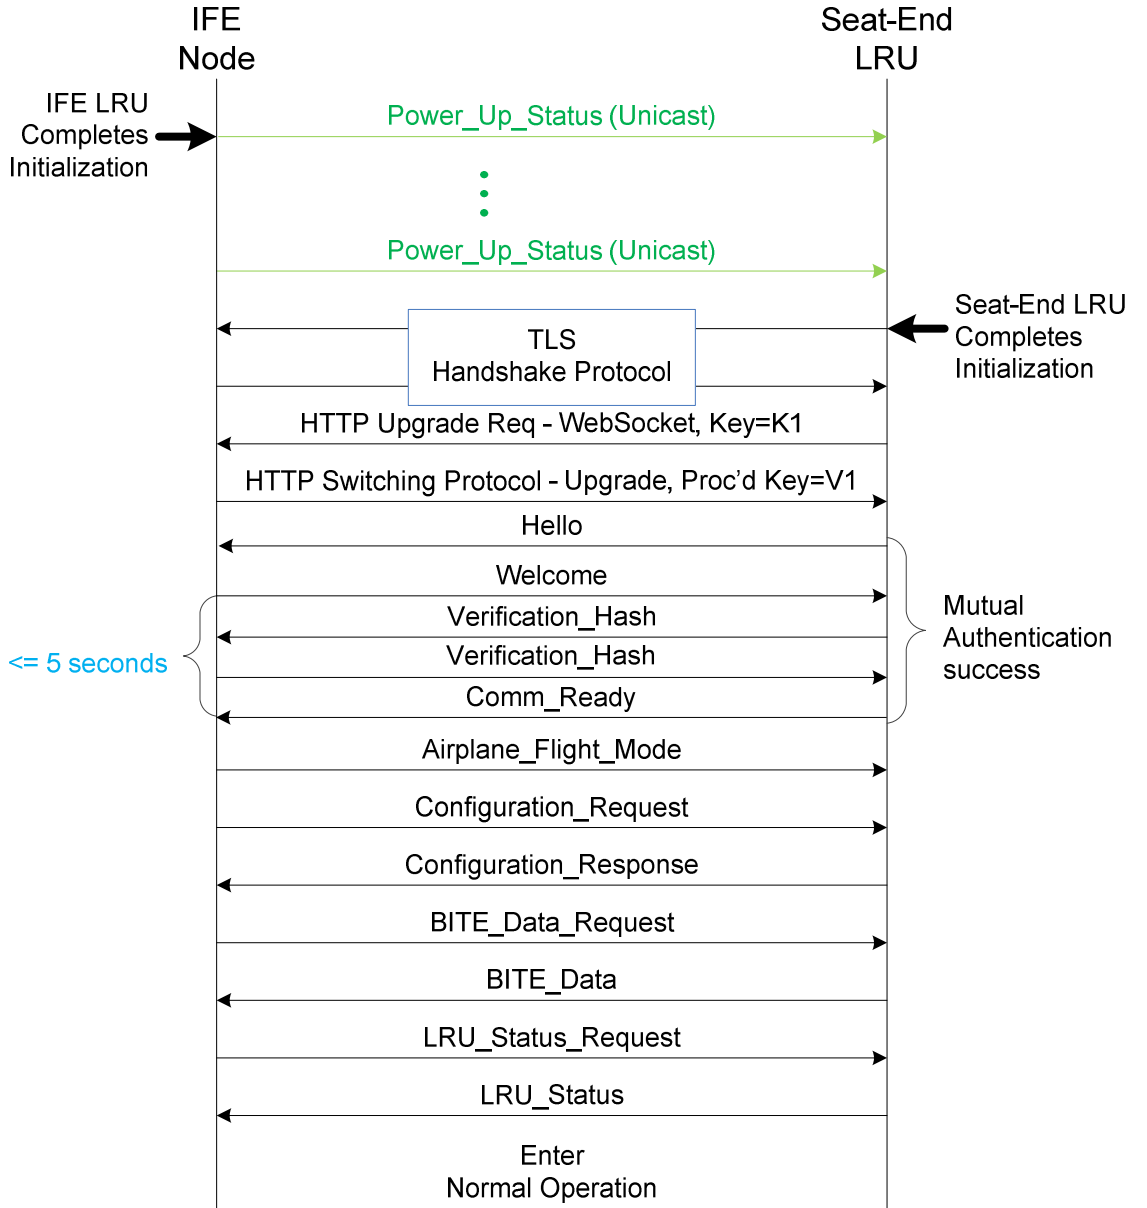 IFE
Node
Seat-End
LRU
IFE LRU
Completes
Initialization
Power_Up_Status (Unicast)
Power_Up_Status (Unicast)
Seat-End LRU
Completes
Initialization
TLS
Handshake Protocol
HTTP Upgrade Req - WebSocket, Key=K1
HTTP Switching Protocol - Upgrade, Proc’d Key=V1
Hello
Welcome
Verification_Hash
Verification_Hash
Comm_Ready
<= 5 seconds
Mutual
Authentication
success
Airplane_Flight_Mode
Configuration_Request
Configuration_Response
BITE_Data_Request
BITE_Data
LRU_Status_Request
LRU_Status
Enter
Normal Operation